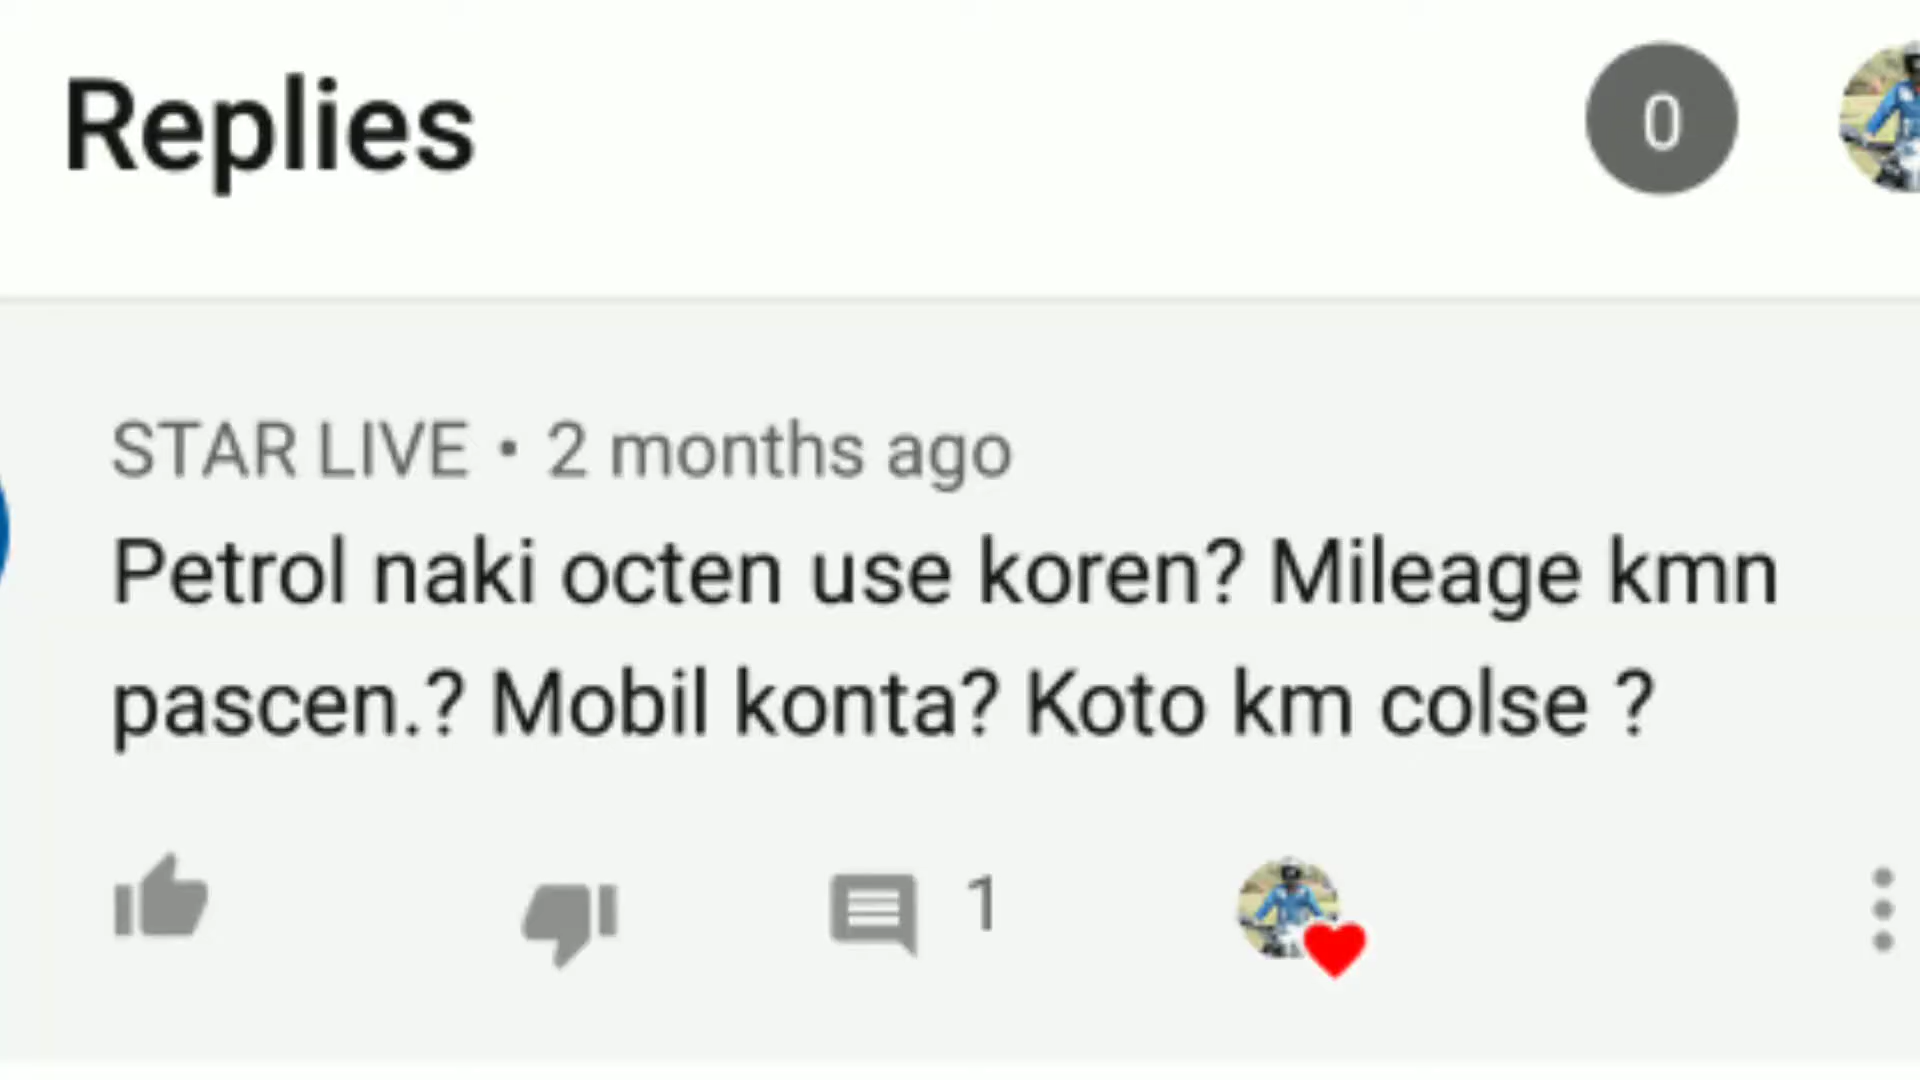 Replies
0
STAR LIVE • 2 months ago
Petrol naki octen use koren? Mileage kmn
pascen.? Mobil konta? Koto km colse ?
1